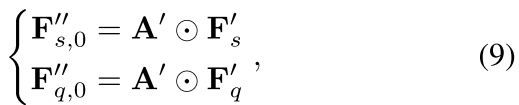 F″_{s,0} = A′ ⊙ F′_s
F″_{q,0} = A′ ⊙ F′_q , (9)